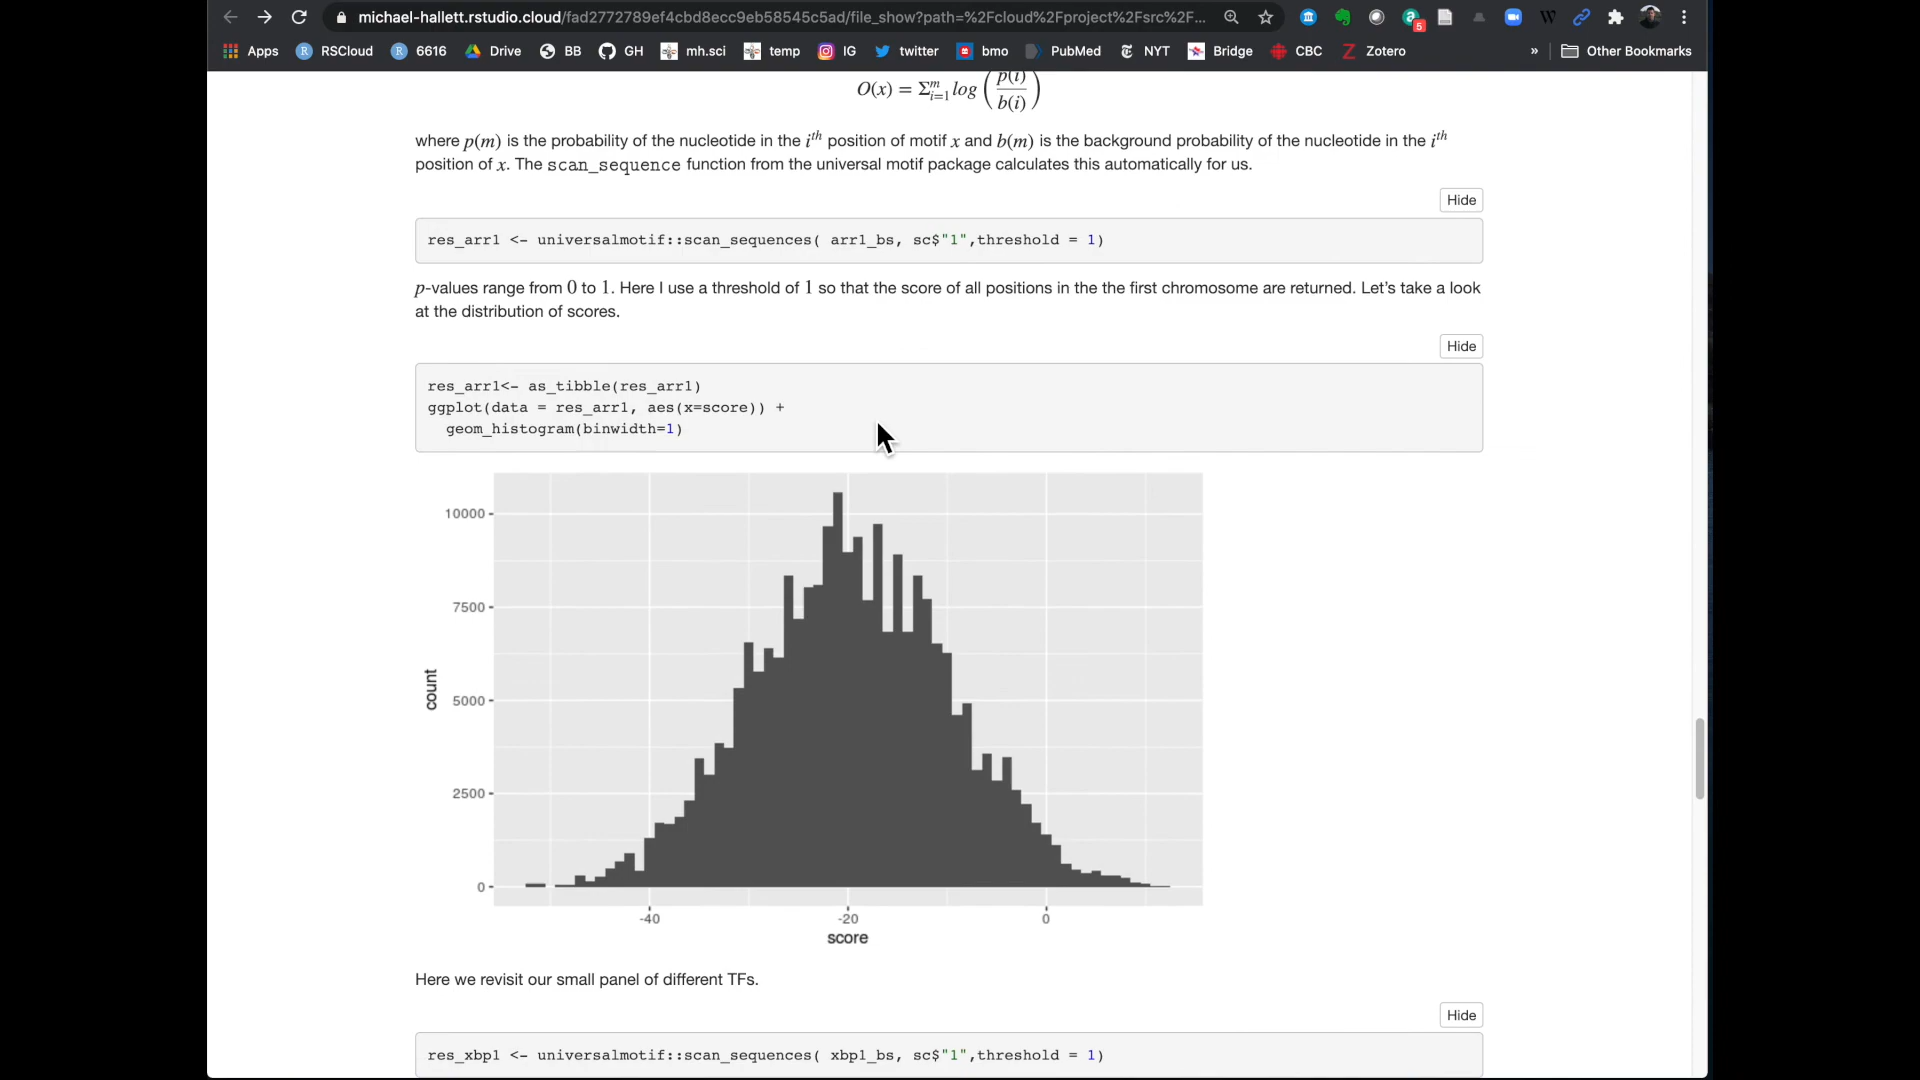 michael-hallett.rstudio.cloud/fad2772789ef4cbd8ecc9eb58545c5ad/file_show?path=%2Fcloud%2Fproject%2Fsrc%2F...
5
Apps RSCloud 6616 Drive BB GH mh.sci temp IG twitter bmo PubMed NYT Bridge CBC Zotero » Other Bookmarks
O(x) = Σ_{i=1}^{m} log ( p(i) / b(i) )
where p(m) is the probability of the nucleotide in the i^{th} position of motif x and b(m) is the background probability of the nucleotide in the i^{th}
position of x. The scan_sequence function from the universal motif package calculates this automatically for us.
Hide
res_arr1 <- universalmotif::scan_sequences( arr1_bs, sc$"1",threshold = 1)
p-values range from 0 to 1. Here I use a threshold of 1 so that the score of all positions in the the first chromosome are returned. Let's take a look
at the distribution of scores.
Hide
res_arr1<- as_tibble(res_arr1)
ggplot(data = res_arr1, aes(x=score)) +
geom_histogram(binwidth=1)
10000
7500
5000
2500
0
count
-40 -20 0
score
Here we revisit our small panel of different TFs.
Hide
res_xbp1 <- universalmotif::scan_sequences( xbp1_bs, sc$"1",threshold = 1)